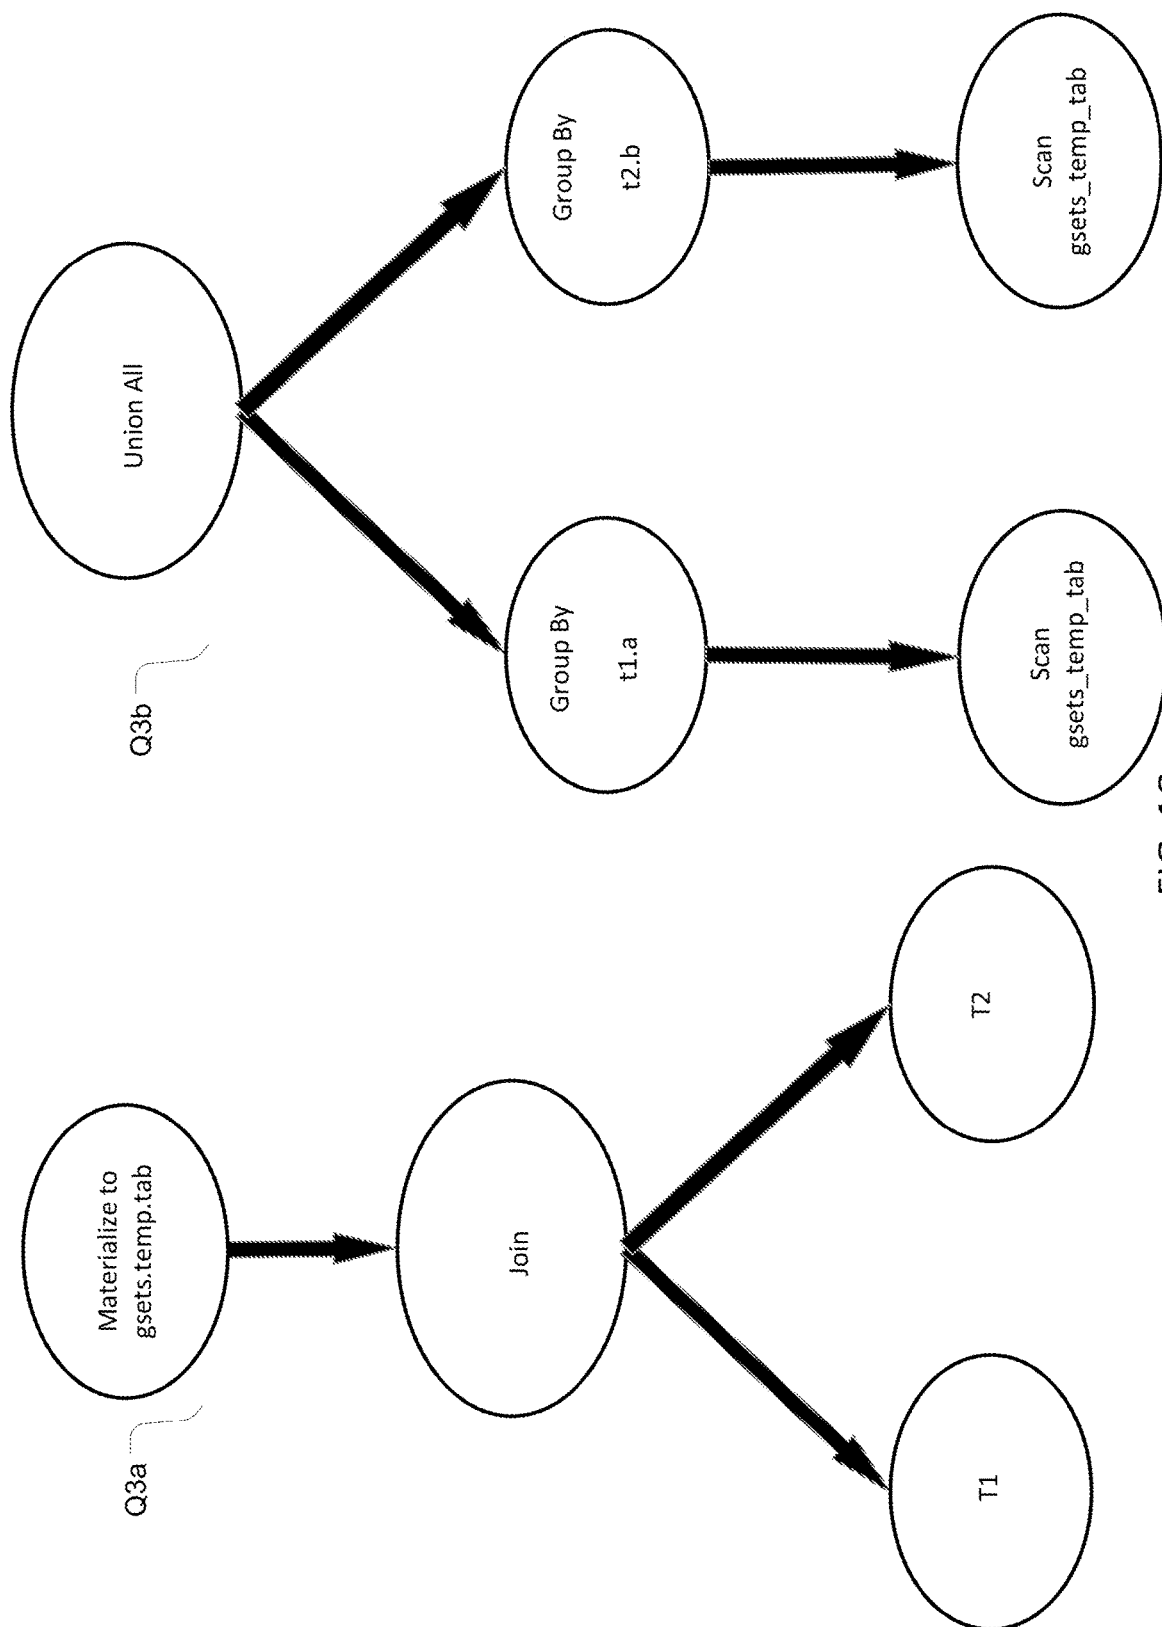 Q3a
Materialize to
gsets.temp.tab
Join
T1
T2
Q3b
Union All
Group By
t1.a
Group By
t2.b
Scan
gsets_temp_tab
Scan
gsets_temp_tab